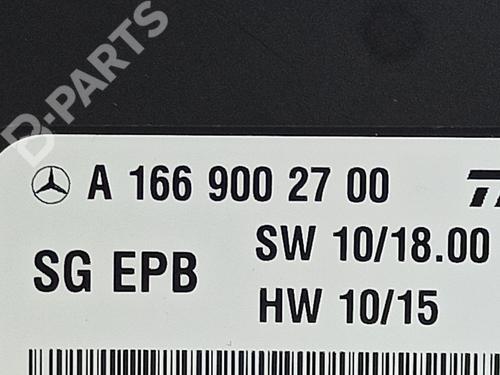 B-PARTS
A 166 900 27 00
SG EPB
SW 10/18.00
HW 10/15